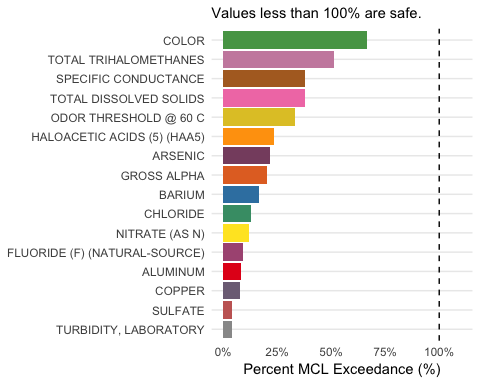 Values less than 100% are safe.
COLOR
TOTAL TRIHALOMETHANES
SPECIFIC CONDUCTANCE
TOTAL DISSOLVED SOLIDS
ODOR THRESHOLD @ 60 C
HALOACETIC ACIDS (5) (HAA5)
ARSENIC
GROSS ALPHA
BARIUM
CHLORIDE
NITRATE (AS N)
FLUORIDE (F) (NATURAL-SOURCE)
ALUMINUM
COPPER
SULFATE
TURBIDITY, LABORATORY
0% 25% 50% 75% 100%
Percent MCL Exceedance (%)